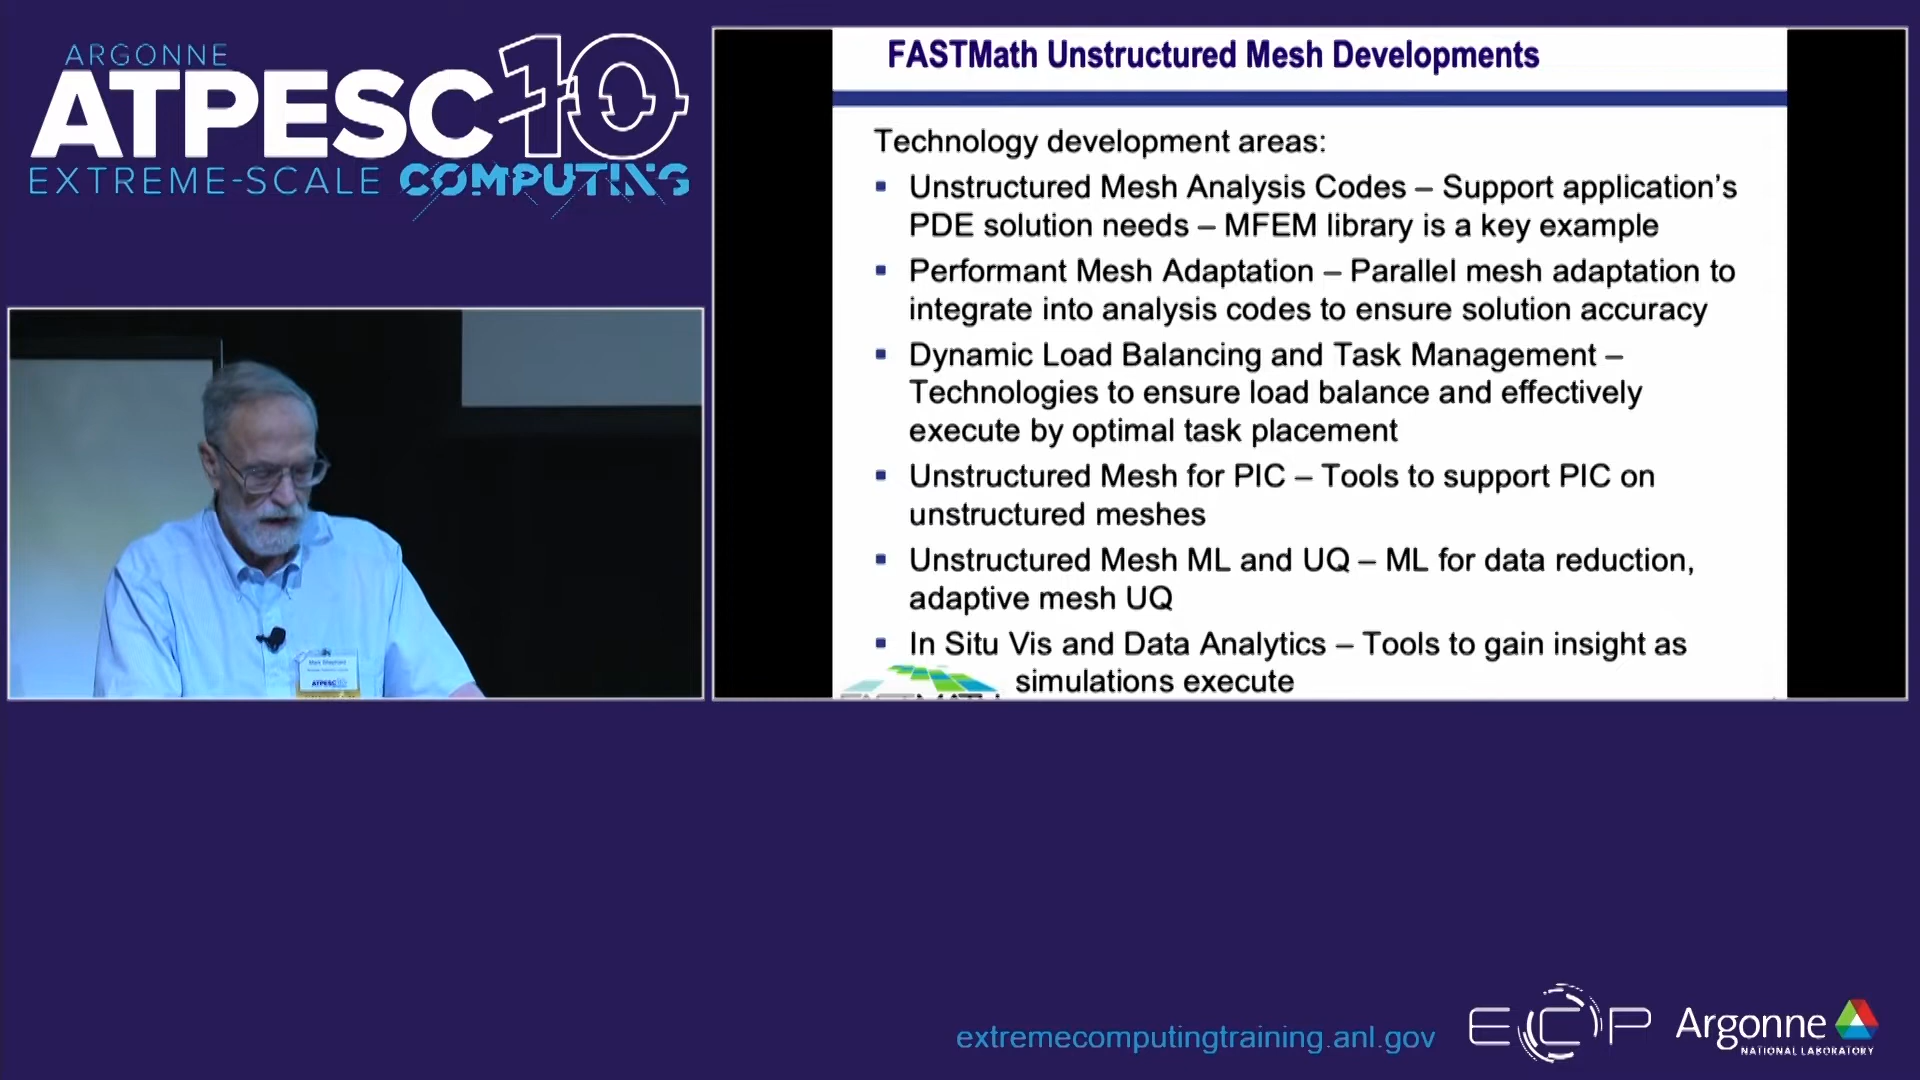 ARGONNE
ATPESC10
EXTREME-SCALE COMPUTING
FASTMath Unstructured Mesh Developments
Technology development areas:
▪ Unstructured Mesh Analysis Codes – Support application's
PDE solution needs – MFEM library is a key example
▪ Performant Mesh Adaptation – Parallel mesh adaptation to
integrate into analysis codes to ensure solution accuracy
▪ Dynamic Load Balancing and Task Management –
Technologies to ensure load balance and effectively
execute by optimal task placement
▪ Unstructured Mesh for PIC – Tools to support PIC on
unstructured meshes
▪ Unstructured Mesh ML and UQ – ML for data reduction,
adaptive mesh UQ
▪ In Situ Vis and Data Analytics – Tools to gain insight as
simulations execute
Mark Shephard
ATPESC
extremecomputingtraining.anl.gov
ECP
Argonne
NATIONAL LABORATORY